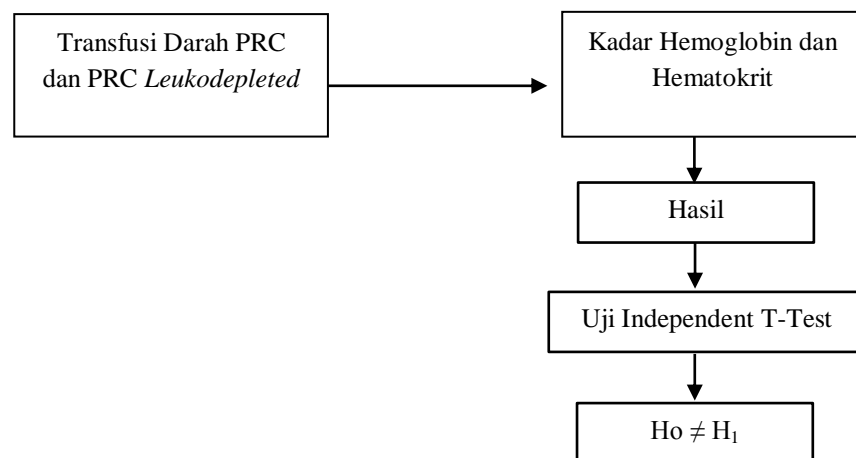 Transfusi Darah PRC
dan PRC Leukodepleted
Kadar Hemoglobin dan
Hematokrit
Hasil
Uji Independent T-Test
Ho ≠ H₁